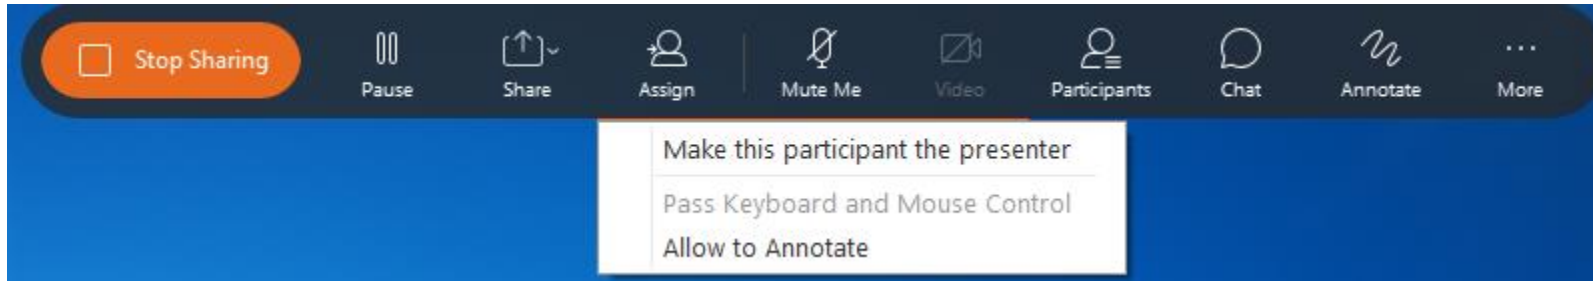 Stop Sharing
Pause
Share
Assign
Mute Me
Video
Participants
Chat
Annotate
More
Make this participant the presenter
Pass Keyboard and Mouse Control
Allow to Annotate